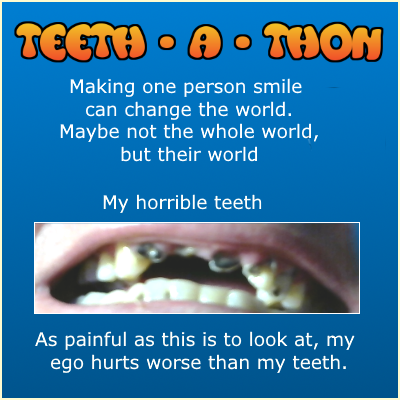 TEETH - A - THON
Making one person smile
can change the world.
Maybe not the whole world,
but their world
My horrible teeth
As painful as this is to look at, my
ego hurts worse than my teeth.